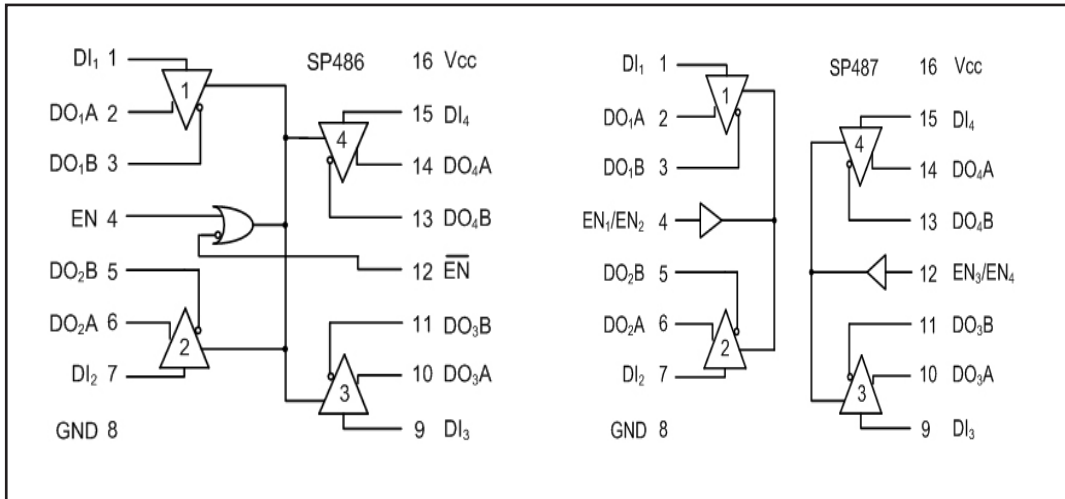 DI₁ 1
SP486
16 Vcc
1
DO₁A 2
15 DI₄
4
DO₁B 3
14 DO₄A
EN 4
13 DO₄B
DO₂B 5
12 E̅N̅
DO₂A 6
11 DO₃B
2
DI₂ 7
10 DO₃A
3
GND 8
9 DI₃
DI₁ 1
SP487
16 Vcc
1
DO₁A 2
15 DI₄
4
DO₁B 3
14 DO₄A
EN₁/EN₂ 4
13 DO₄B
DO₂B 5
12 EN₃/EN₄
DO₂A 6
11 DO₃B
2
DI₂ 7
10 DO₃A
3
GND 8
9 DI₃